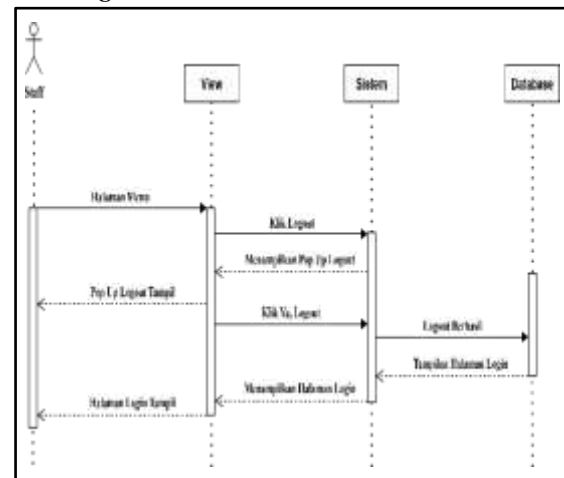 Staff
View
Sistem
Database
Halaman Menu
Klik Logout
Menampilkan Pop Up Logout
Pop Up Logout Tampil
Klik Ya, Logout
Logout Berhasil
Tampilan Halaman Login
Menampilkan Halaman Login
Halaman Login Tampil